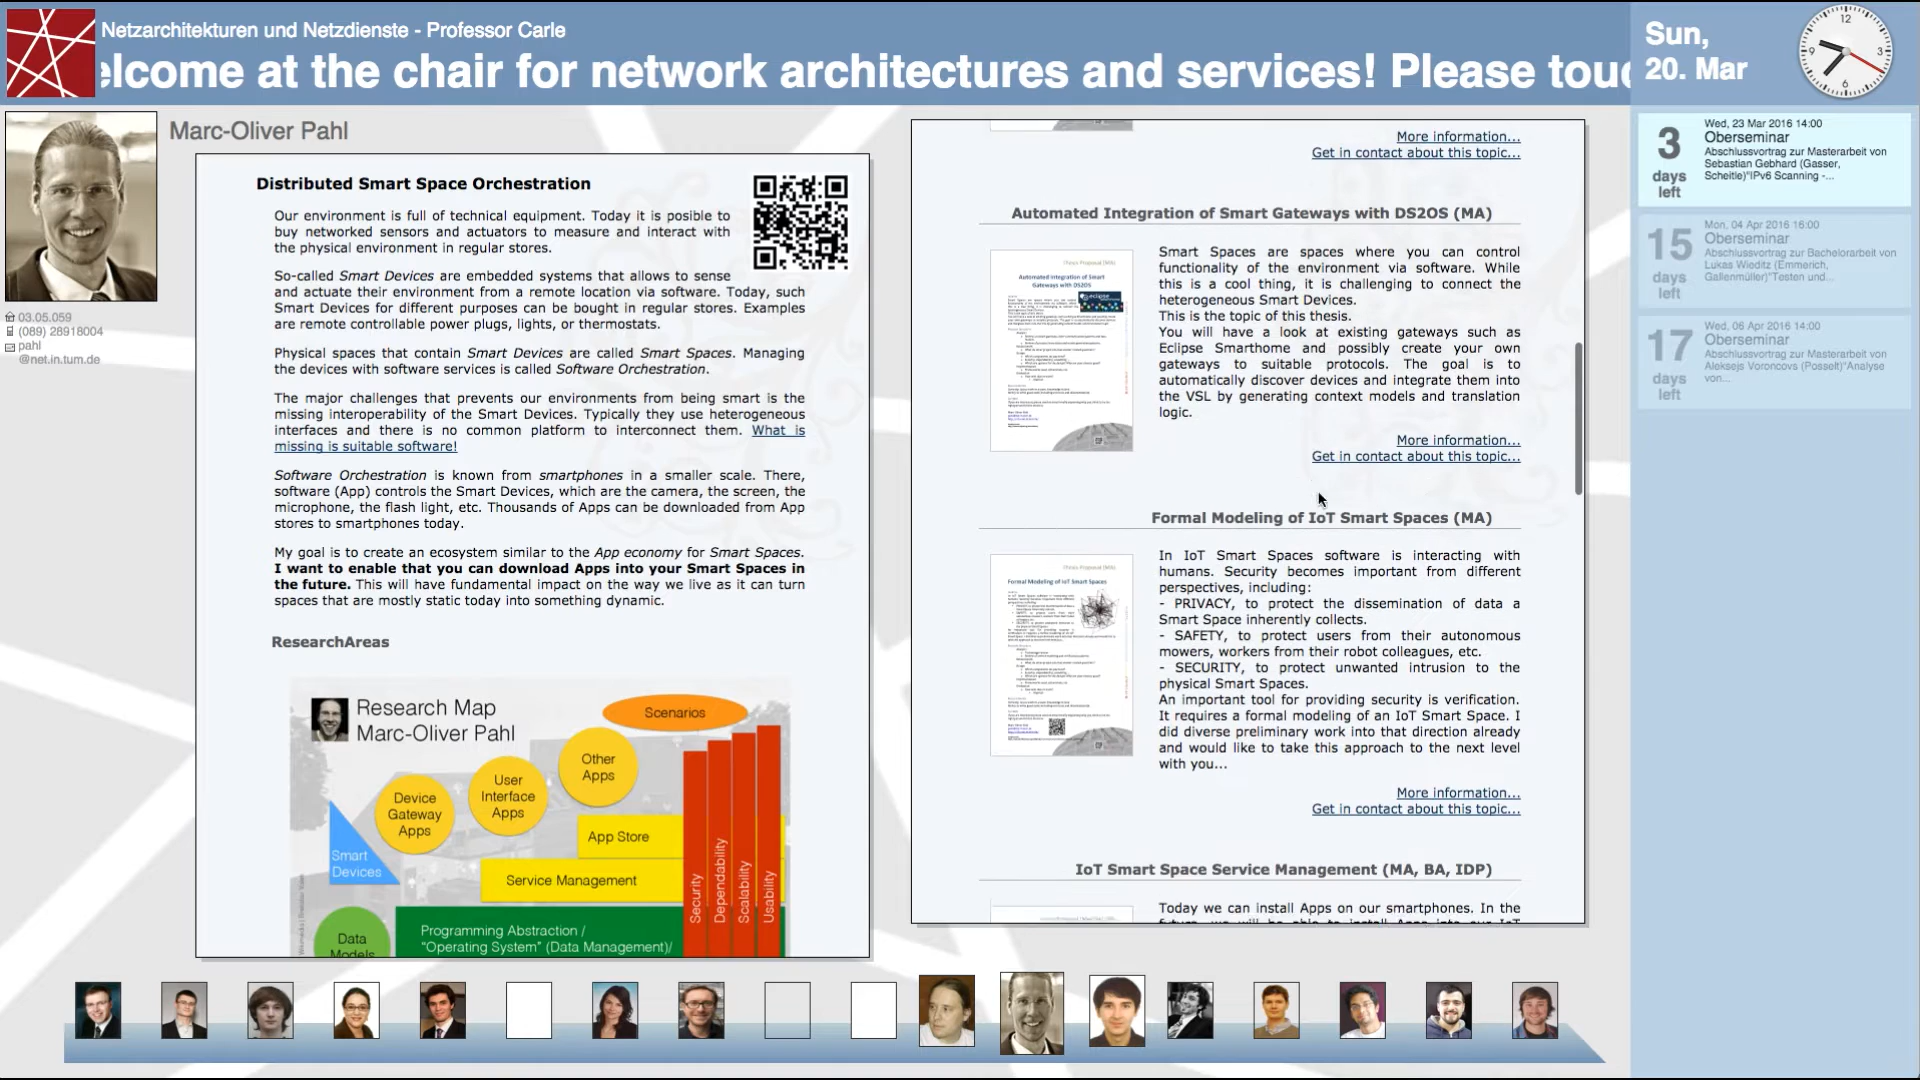 Netzarchitekturen und Netzdienste - Professor Carle
elcome at the chair for network architectures and services! Please touc
Sun,
20. Mar
12
3
6
9
Marc-Oliver Pahl
03.05.059
(089) 28918004
pahl
@net.in.tum.de
Distributed Smart Space Orchestration
Our environment is full of technical equipment. Today it is posible to
buy networked sensors and actuators to measure and interact with
the physical environment in regular stores.
So-called Smart Devices are embedded systems that allows to sense
and actuate their environment from a remote location via software. Today, such
Smart Devices for different purposes can be bought in regular stores. Examples
are remote controllable power plugs, lights, or thermostats.
Physical spaces that contain Smart Devices are called Smart Spaces. Managing
the devices with software services is called Software Orchestration.
The major challenges that prevents our environments from being smart is the
missing interoperability of the Smart Devices. Typically they use heterogeneous
interfaces and there is no common platform to interconnect them. What is
missing is suitable software!
Software Orchestration is known from smartphones in a smaller scale. There,
software (App) controls the Smart Devices, which are the camera, the screen, the
microphone, the flash light, etc. Thousands of Apps can be downloaded from App
stores to smartphones today.
My goal is to create an ecosystem similar to the App economy for Smart Spaces.
I want to enable that you can download Apps into your Smart Spaces in
the future. This will have fundamental impact on the way we live as it can turn
spaces that are mostly static today into something dynamic.
ResearchAreas
Research Map
Marc-Oliver Pahl
Scenarios
Other
Apps
User
Interface
Apps
Device
Gateway
Apps
Smart
Devices
App Store
Service Management
Security
Dependability
Scalability
Usability
Data
Models
Programming Abstraction /
"Operating System" (Data Management)/
More information...
Get in contact about this topic...
Automated Integration of Smart Gateways with DS2OS (MA)
Automated Integration of Smart
Gateways with DS2OS
eclipse
Smart Spaces are spaces where you can control
functionality of the environment via software. While
this is a cool thing, it is challenging to connect the
heterogeneous Smart Devices.
This is the topic of this thesis.
You will have a look at existing gateways such as
Eclipse Smarthome and possibly create your own
gateways to suitable protocols. The goal is to
automatically discover devices and integrate them into
the VSL by generating context models and translation
logic.
More information...
Get in contact about this topic...
Formal Modeling of IoT Smart Spaces (MA)
Formal Modeling of IoT Smart Spaces
In IoT Smart Spaces software is interacting with
humans. Security becomes important from different
perspectives, including:
- PRIVACY, to protect the dissemination of data a
Smart Space inherently collects.
- SAFETY, to protect users from their autonomous
mowers, workers from their robot colleagues, etc.
- SECURITY, to protect unwanted intrusion to the
physical Smart Spaces.
An important tool for providing security is verification.
It requires a formal modeling of an IoT Smart Space. I
did diverse preliminary work into that direction already
and would like to take this approach to the next level
with you...
More information...
Get in contact about this topic...
IoT Smart Space Service Management (MA, BA, IDP)
Today we can install Apps on our smartphones. In the
3
days
left
Wed, 23 Mar 2016 14:00
Oberseminar
Abschlussvortrag zur Masterarbeit von
Sebastian Gebhard (Gasser,
Scheitle)"IPv6 Scanning -...
15
days
left
Mon, 04 Apr 2016 16:00
Oberseminar
Abschlussvortrag zur Bachelorarbeit von
Lukas Wioditz (Emmerich,
Gallenmüller)"Testen und...
17
days
left
Wed, 06 Apr 2016 14:00
Oberseminar
Abschlussvortrag zur Masterarbeit von
Aleksejs Voroncovs (Posselt)"Analyse
von...